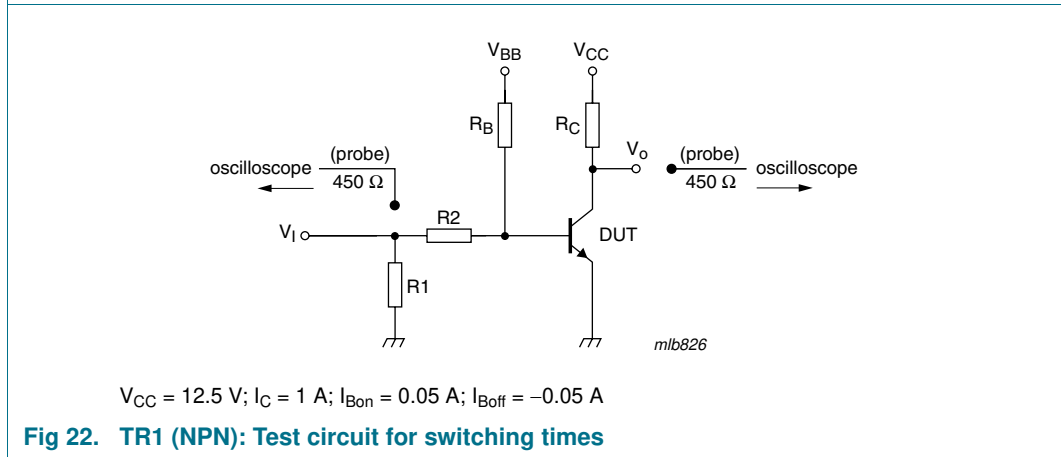 VBB VCC
RB RC
(probe) Vo (probe)
oscilloscope 450 Ω 450 Ω oscilloscope
R2
VI DUT
R1
mlb826
VCC = 12.5 V; IC = 1 A; IBon = 0.05 A; IBoff = −0.05 A
Fig 22. TR1 (NPN): Test circuit for switching times